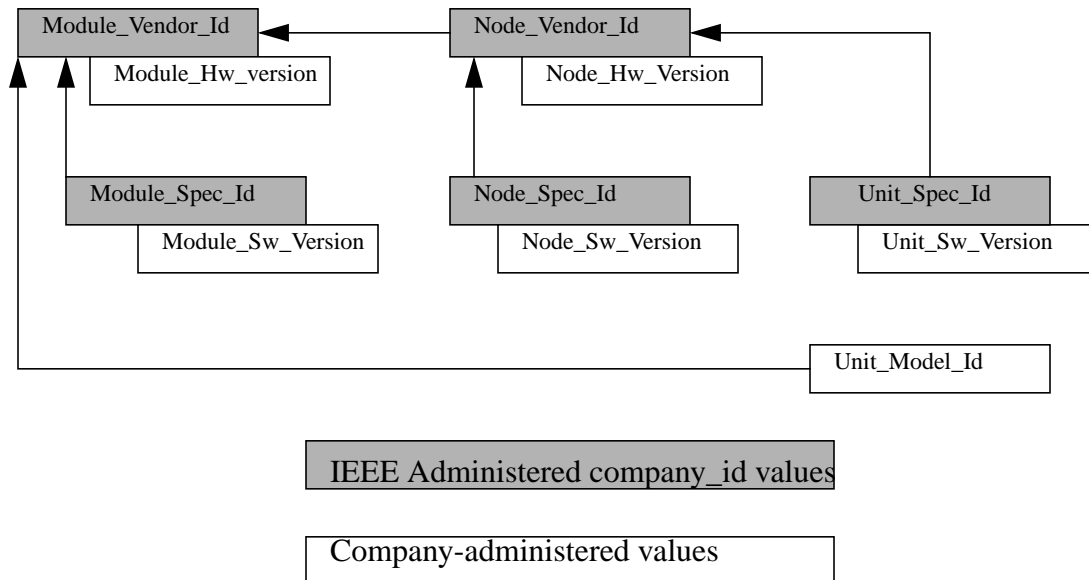 Module_Vendor_Id
Node_Vendor_Id
Module_Hw_version
Node_Hw_Version
Module_Spec_Id
Node_Spec_Id
Unit_Spec_Id
Module_Sw_Version
Node_Sw_Version
Unit_Sw_Version
Unit_Model_Id
IEEE Administered company_id values
Company-administered values